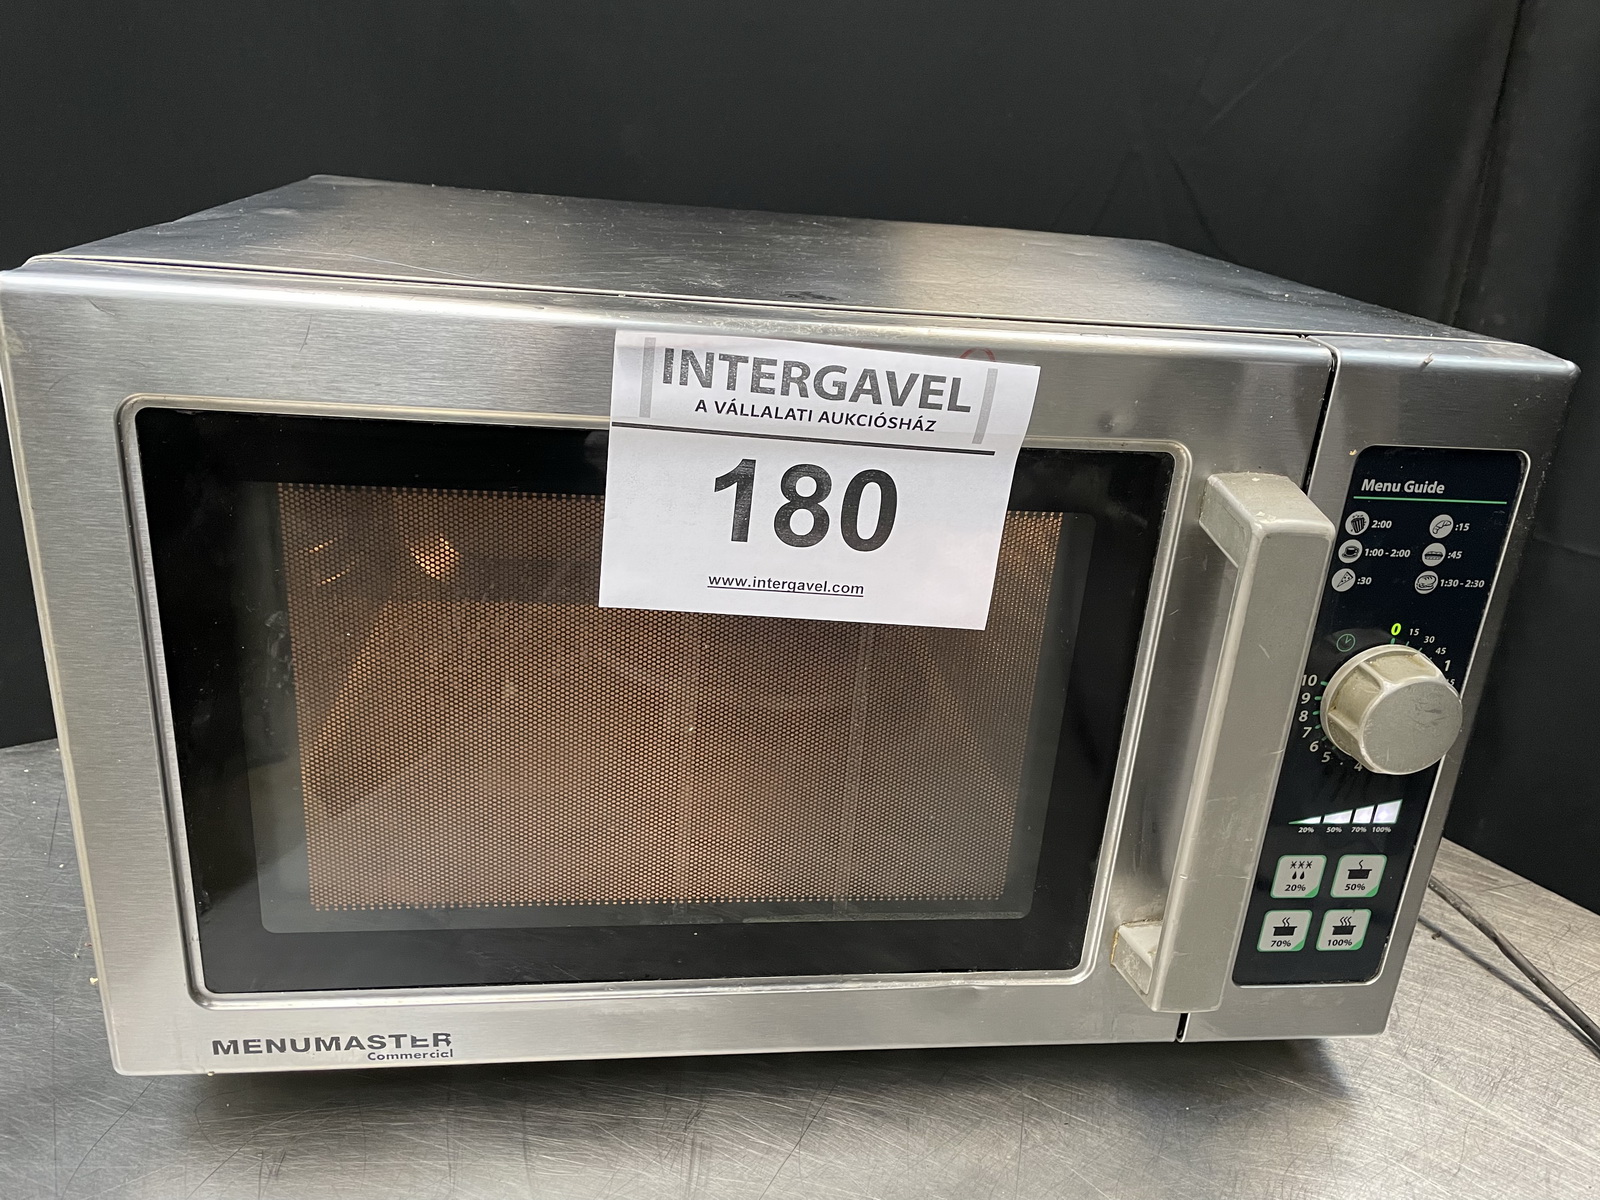 INTERGAVEL
A VÁLLALATI AUKCIÓSHÁZ
180
www.intergavel.com
Menu Guide
2:00 :15
1:00 - 2:00 :45
:30 1:30 - 2:30
0 15 30 45 1
10
9
8
7
6
5
4
20% 50% 70% 100%
20% 50%
70% 100%
MENUMASTER
Commercial